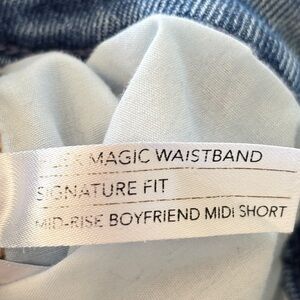 MAGIC WAISTBAND
SIGNATURE FIT
MID-RISE BOYFRIEND MIDI SHORT